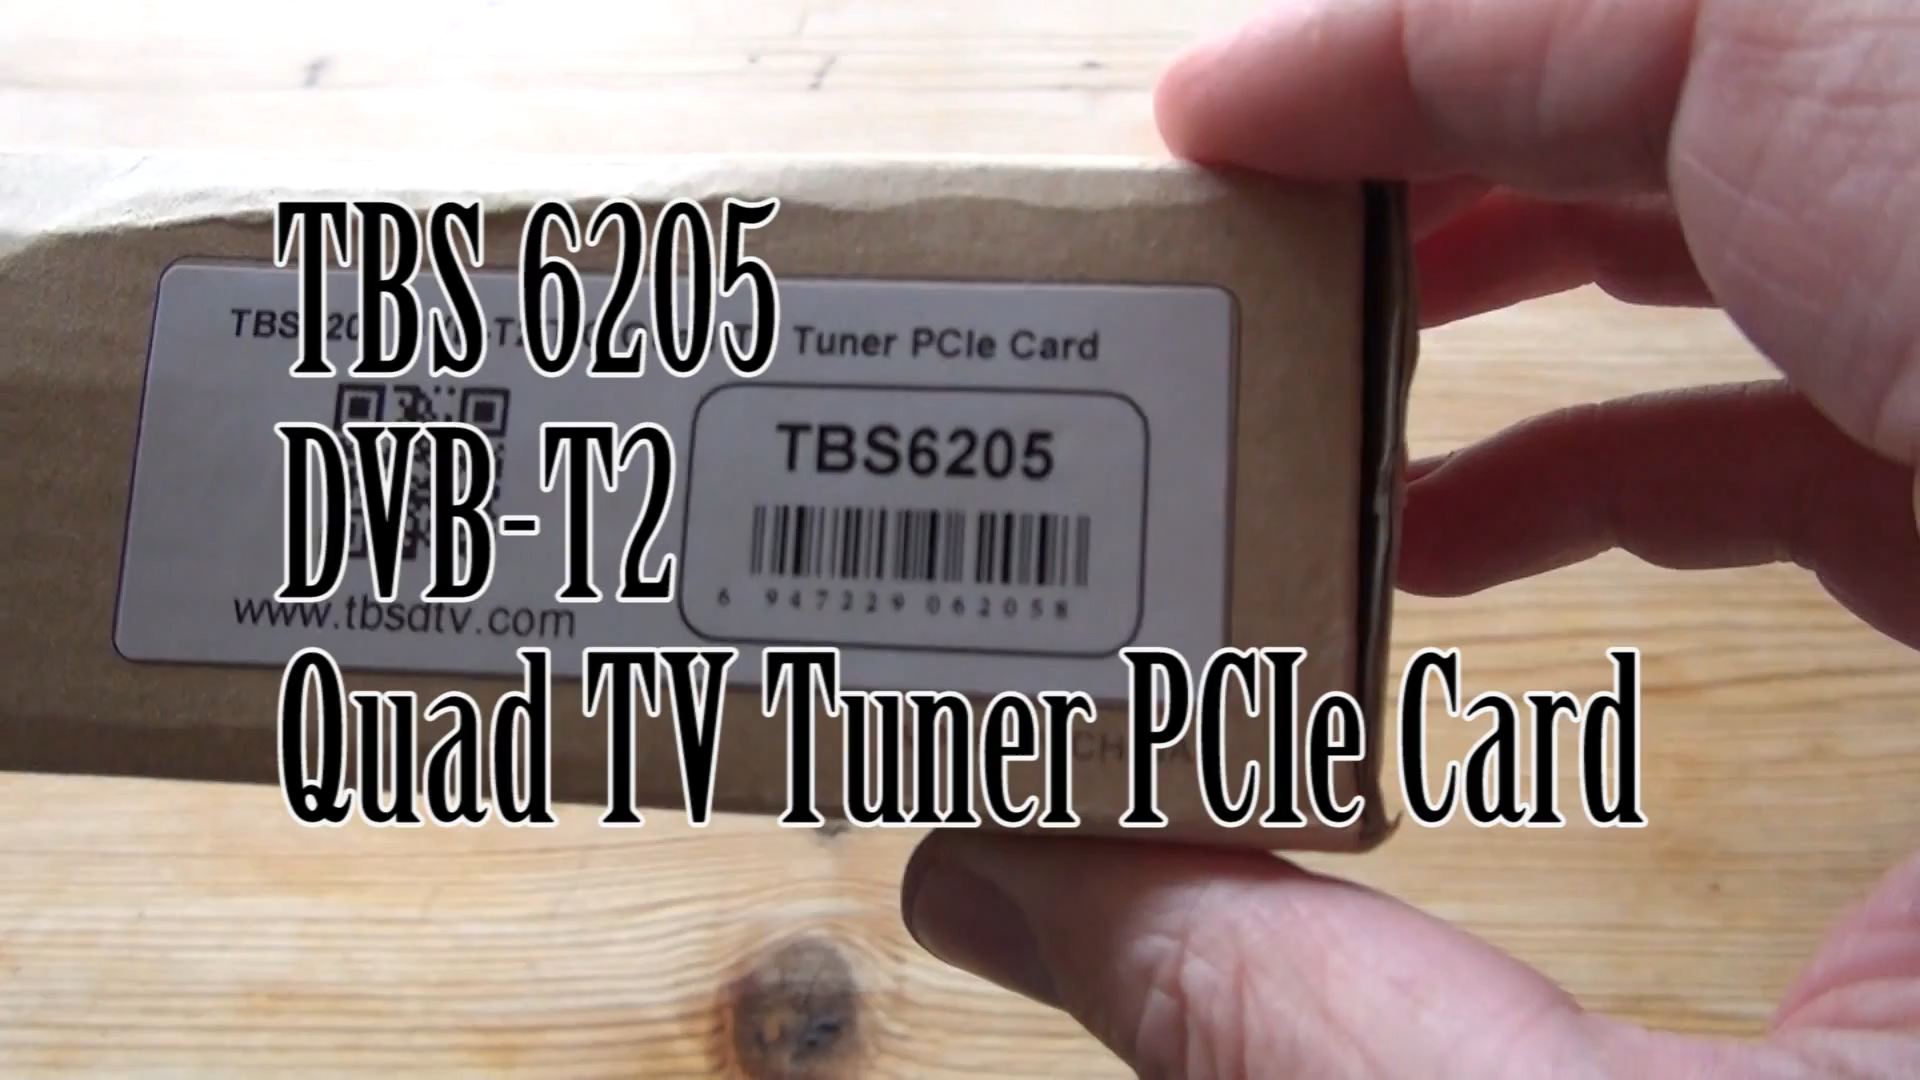 TBS 6205
Tuner PCIe Card
TBS6205
DVB-T2
6 947229 062058
www.tbsdtv.com
Quad TV Tuner PCIe Card